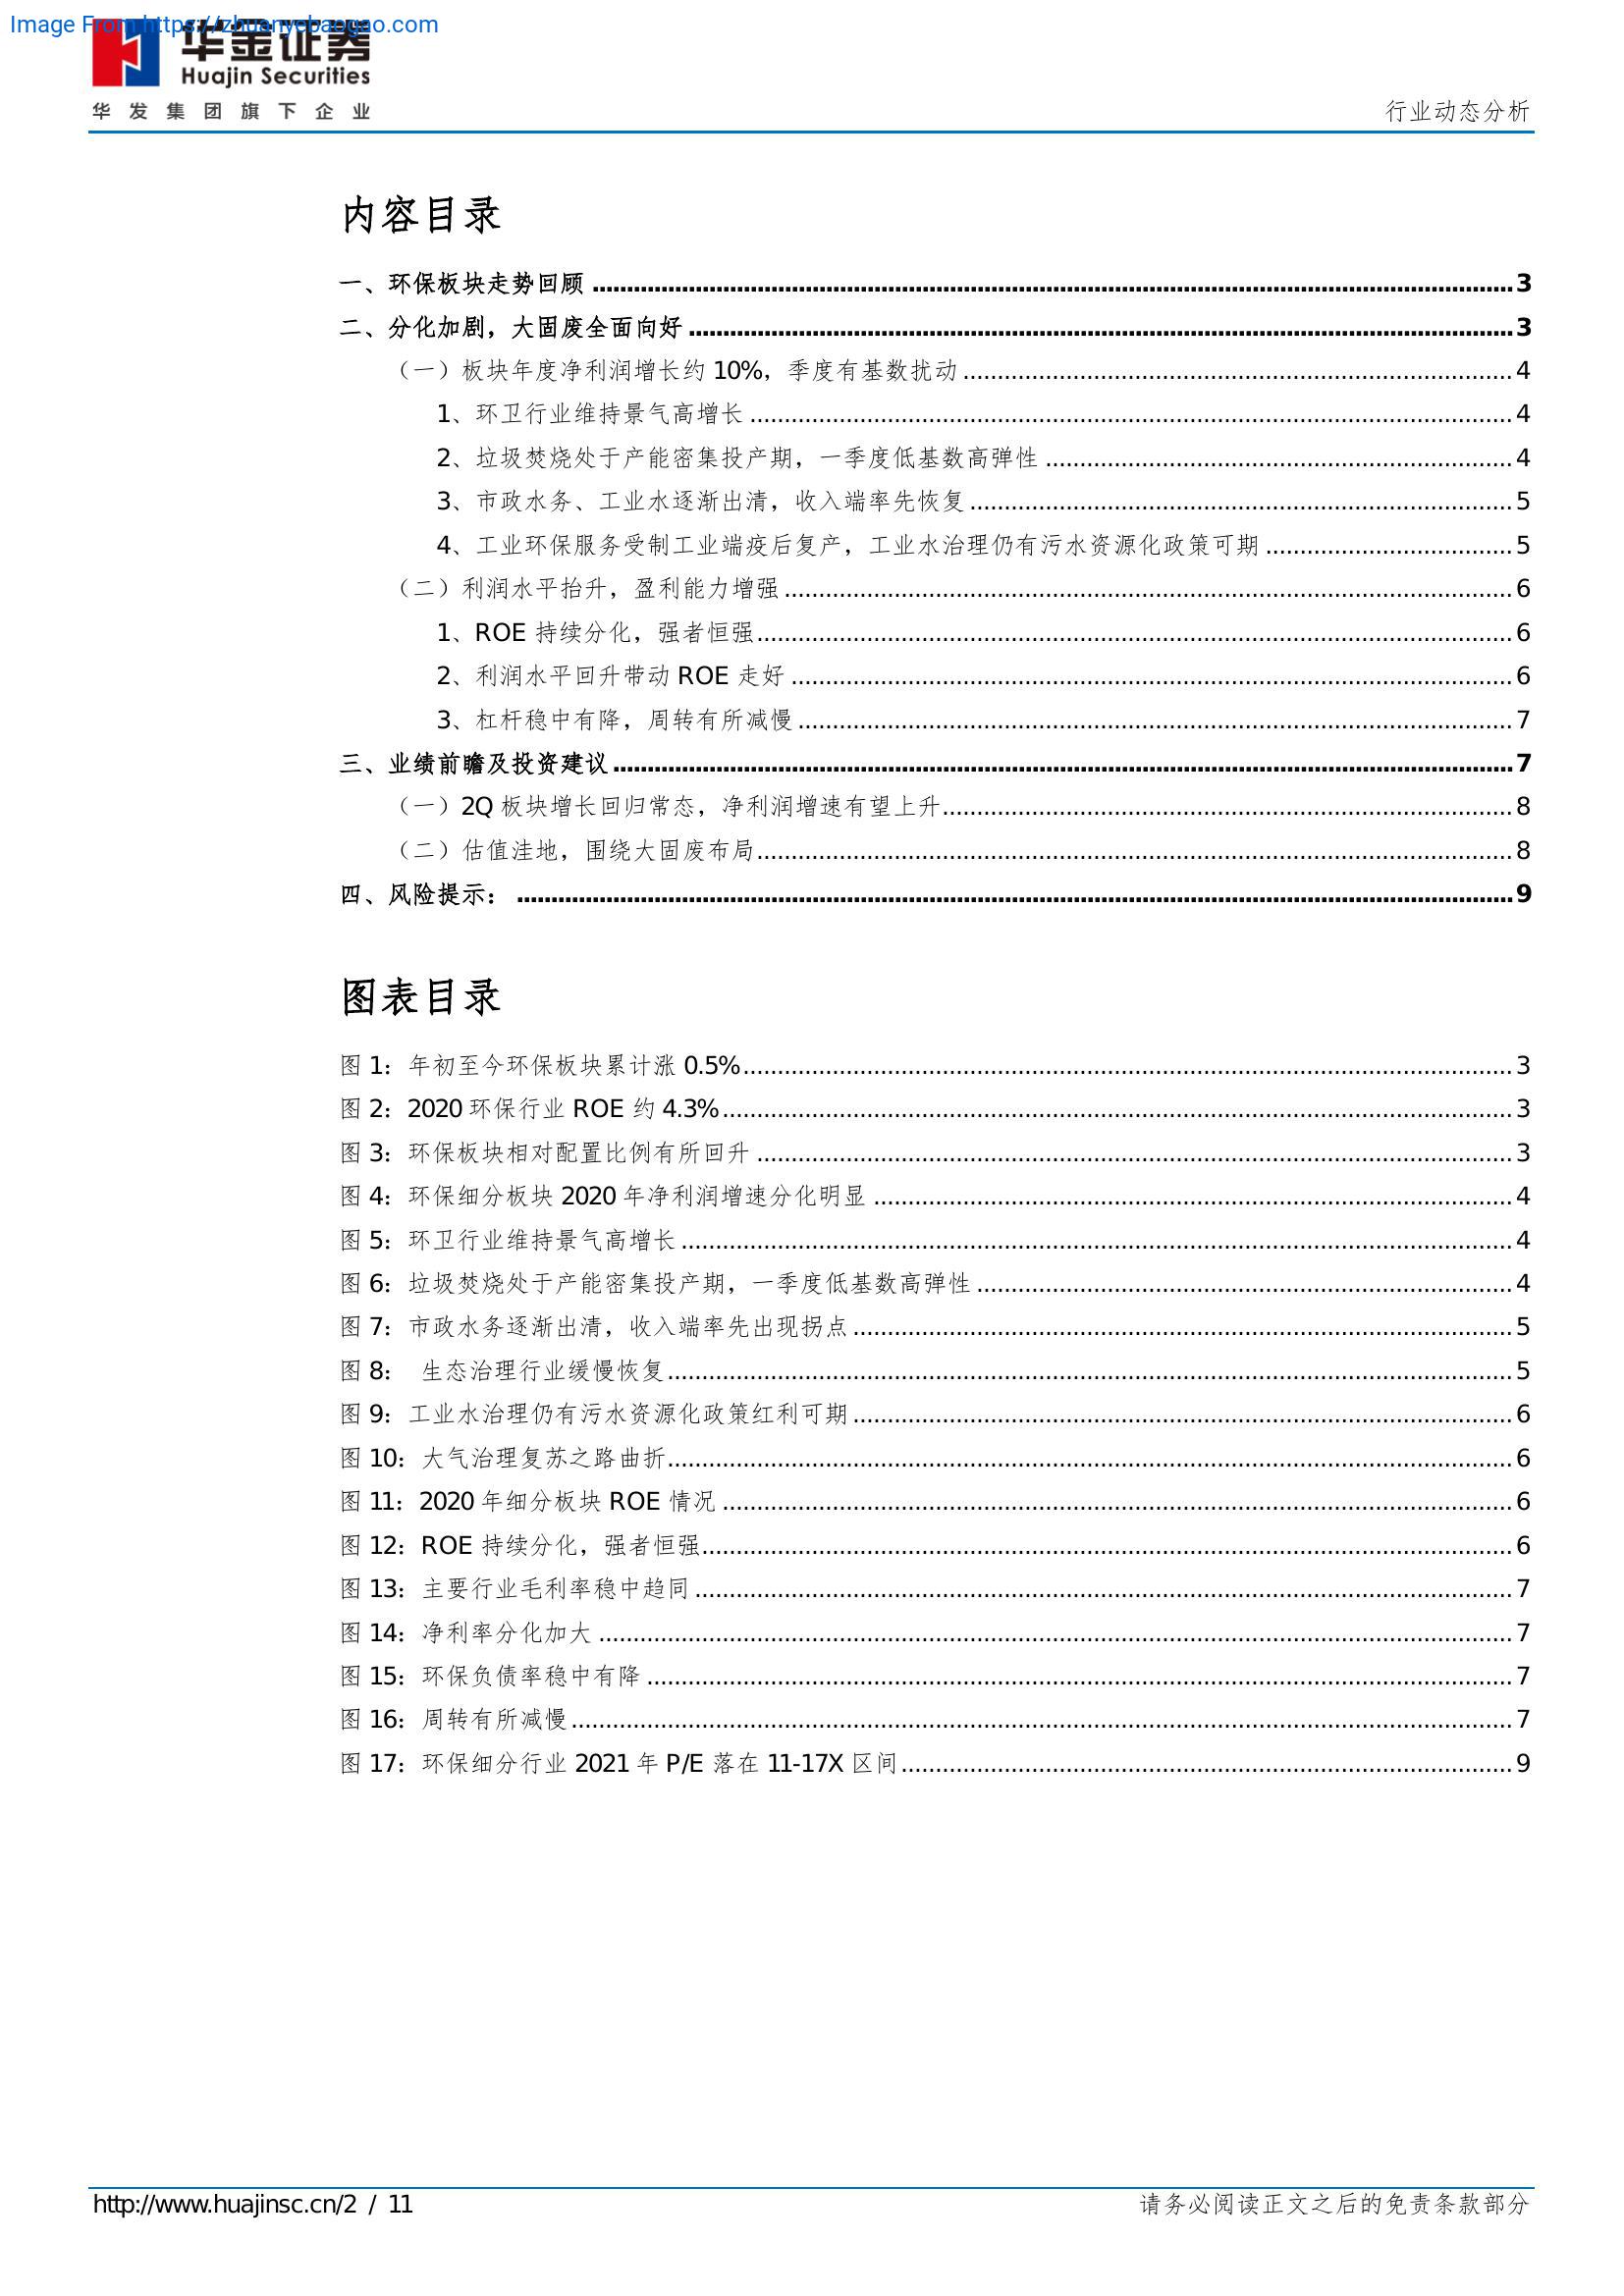 Image From https://zhuanyebaogao.com
华金证券
Huajin Securities
华发集团旗下企业
行业动态分析
内容目录
一、环保板块走势回顾 3
二、分化加剧，大固废全面向好 3
（一）板块年度净利润增长约 10%，季度有基数扰动 4
1、环卫行业维持景气高增长 4
2、垃圾焚烧处于产能密集投产期，一季度低基数高弹性 4
3、市政水务、工业水逐渐出清，收入端率先恢复 5
4、工业环保服务受制工业端疫后复产，工业水治理仍有污水资源化政策可期 5
（二）利润水平抬升，盈利能力增强 6
1、ROE 持续分化，强者恒强 6
2、利润水平回升带动 ROE 走好 6
3、杠杆稳中有降，周转有所减慢 7
三、业绩前瞻及投资建议 7
（一）2Q 板块增长回归常态，净利润增速有望上升 8
（二）估值洼地，围绕大固废布局 8
四、风险提示： 9
图表目录
图 1：年初至今环保板块累计涨 0.5% 3
图 2：2020 环保行业 ROE 约 4.3% 3
图 3：环保板块相对配置比例有所回升 3
图 4：环保细分板块 2020 年净利润增速分化明显 4
图 5：环卫行业维持景气高增长 4
图 6：垃圾焚烧处于产能密集投产期，一季度低基数高弹性 4
图 7：市政水务逐渐出清，收入端率先出现拐点 5
图 8： 生态治理行业缓慢恢复 5
图 9：工业水治理仍有污水资源化政策红利可期 6
图 10：大气治理复苏之路曲折 6
图 11：2020 年细分板块 ROE 情况 6
图 12：ROE 持续分化，强者恒强 6
图 13：主要行业毛利率稳中趋同 7
图 14：净利率分化加大 7
图 15：环保负债率稳中有降 7
图 16：周转有所减慢 7
图 17：环保细分行业 2021 年 P/E 落在 11-17X 区间 9
http://www.huajinsc.cn/2 / 11
请务必阅读正文之后的免责条款部分